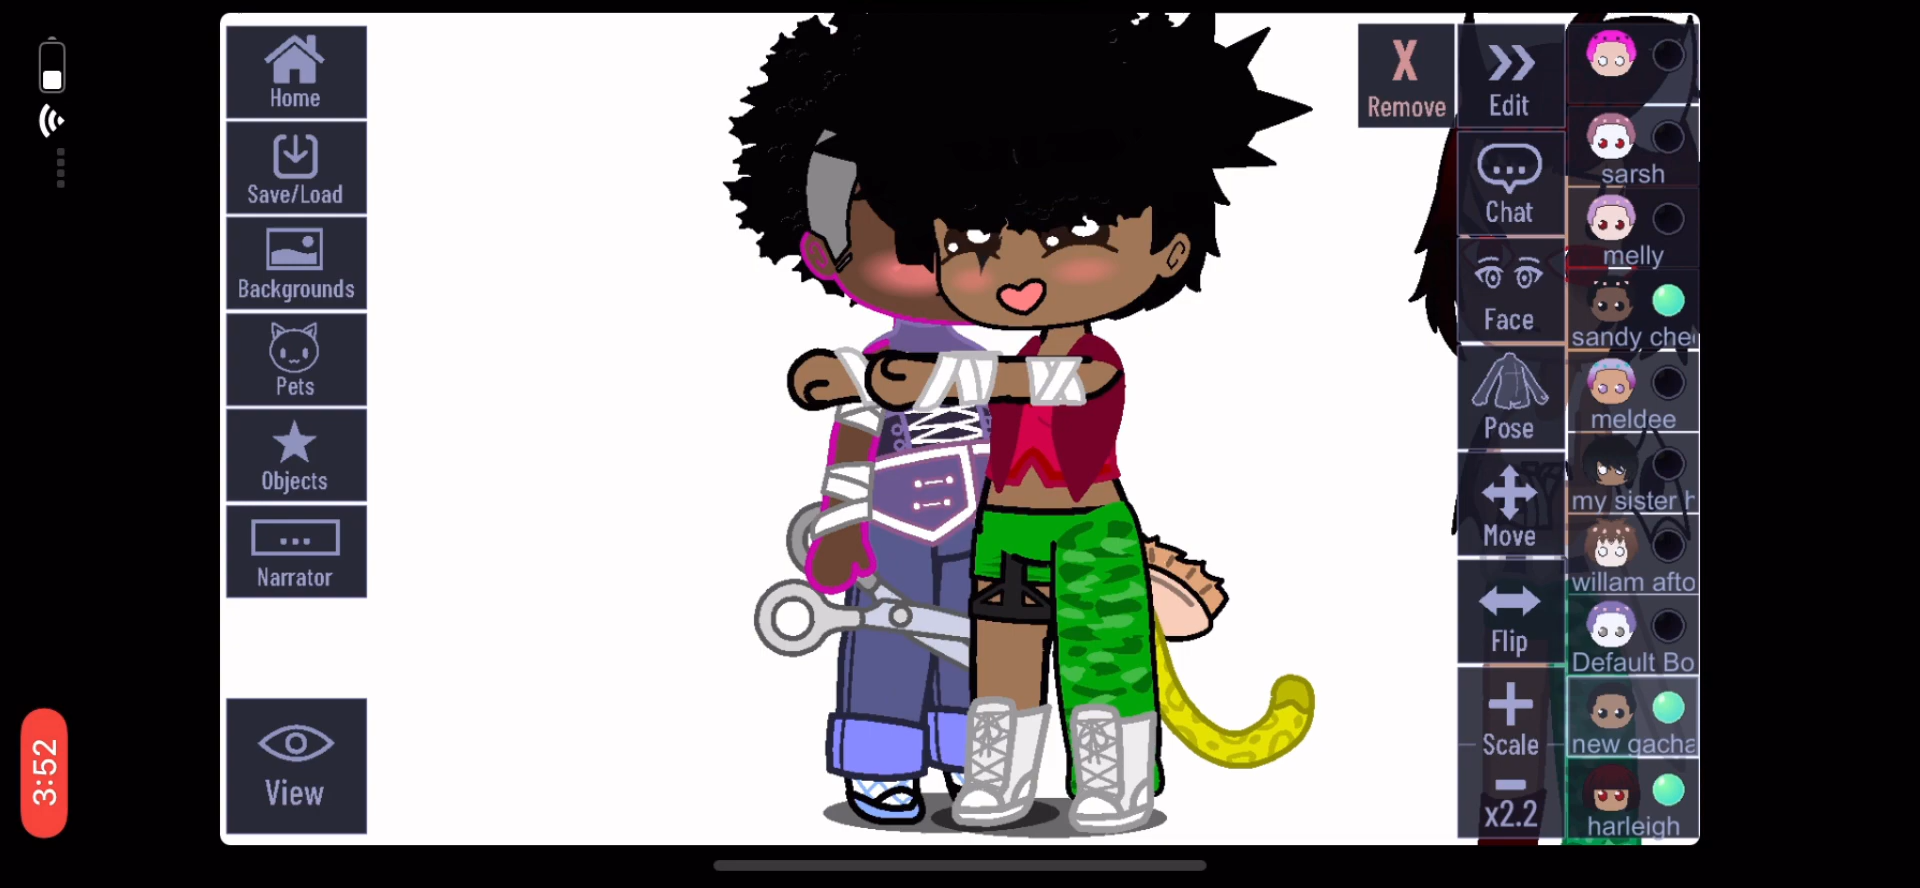 Home
Save/Load
Backgrounds
Pets
Objects
Narrator
View
3:52
X
Remove
Edit
Chat
Face
Pose
Move
Flip
Scale
x2.2
sarsh
melly
sandy che
meldee
my sister h
willam afto
Default Bo
new gacha
harleigh